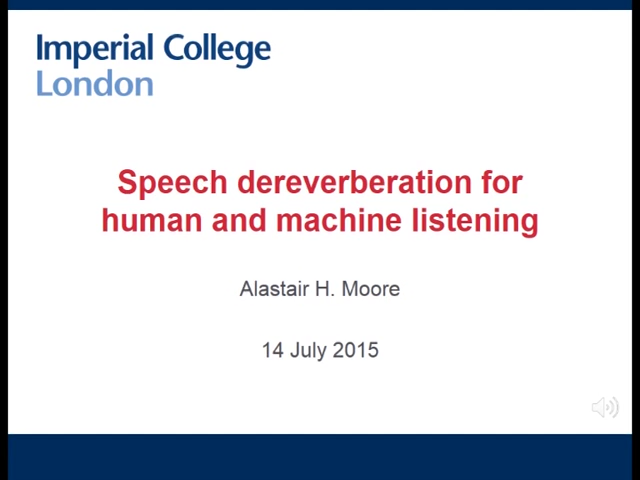 Imperial College
London
Speech dereverberation for
human and machine listening
Alastair H. Moore
14 July 2015